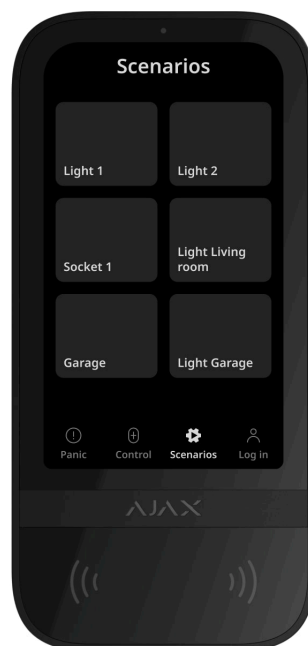 Scenarios
Light 1
Light 2
Socket 1
Light Living
room
Garage
Light Garage
Panic
Control
Scenarios
Log in
AJAX